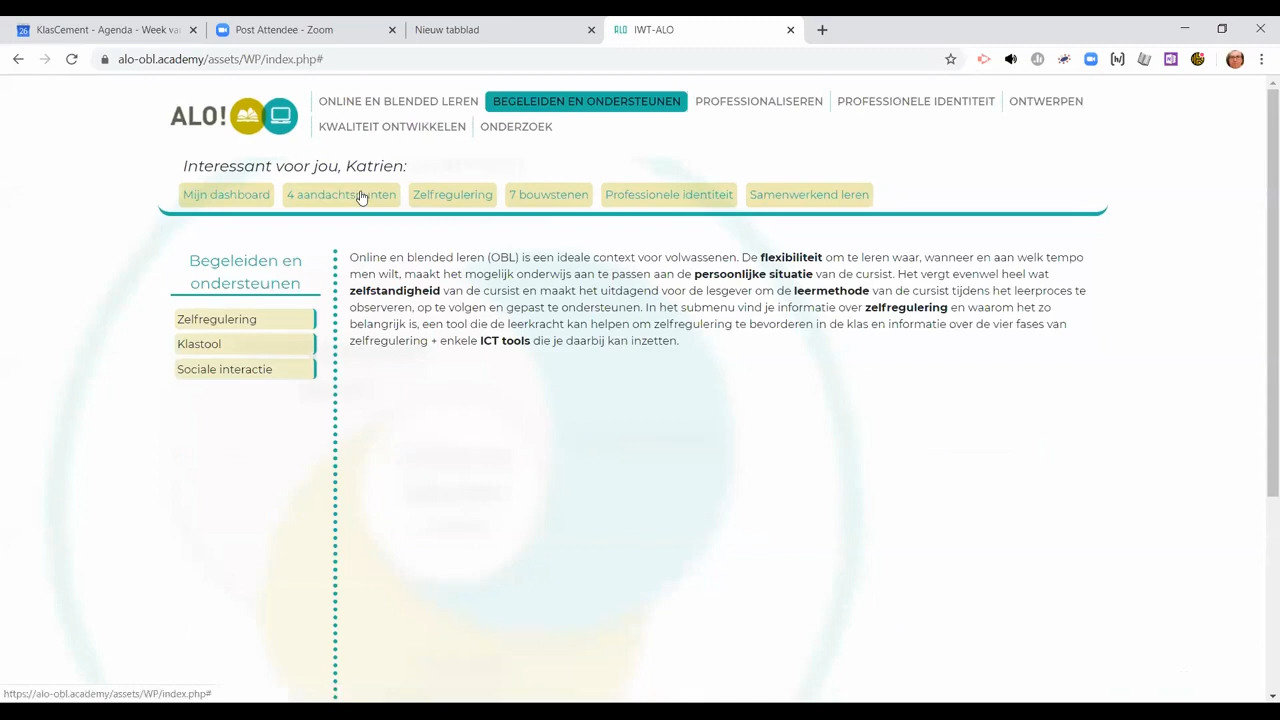 KlasCement - Agenda - Week va
Post Attendee - Zoom
Nieuw tabblad
ALO IWT-ALO
alo-obl.academy/assets/WP/index.php#
ALO!
ONLINE EN BLENDED LEREN
BEGELEIDEN EN ONDERSTEUNEN
PROFESSIONALISEREN
PROFESSIONELE IDENTITEIT
ONTWERPEN
KWALITEIT ONTWIKKELEN
ONDERZOEK
Interessant voor jou, Katrien:
Mijn dashboard
4 aandachtspunten
Zelfregulering
7 bouwstenen
Professionele identiteit
Samenwerkend leren
Begeleiden en
ondersteunen
Zelfregulering
Klastool
Sociale interactie
Online en blended leren (OBL) is een ideale context voor volwassenen. De flexibiliteit om te leren waar, wanneer en aan welk tempo
men wilt, maakt het mogelijk onderwijs aan te passen aan de persoonlijke situatie van de cursist. Het vergt evenwel heel wat
zelfstandigheid van de cursist en maakt het uitdagend voor de lesgever om de leermethode van de cursist tijdens het leerproces te
observeren, op te volgen en gepast te ondersteunen. In het submenu vind je informatie over zelfregulering en waarom het zo
belangrijk is, een tool die de leerkracht kan helpen om zelfregulering te bevorderen in de klas en informatie over de vier fases van
zelfregulering + enkele ICT tools die je daarbij kan inzetten.
https://alo-obl.academy/assets/WP/index.php#